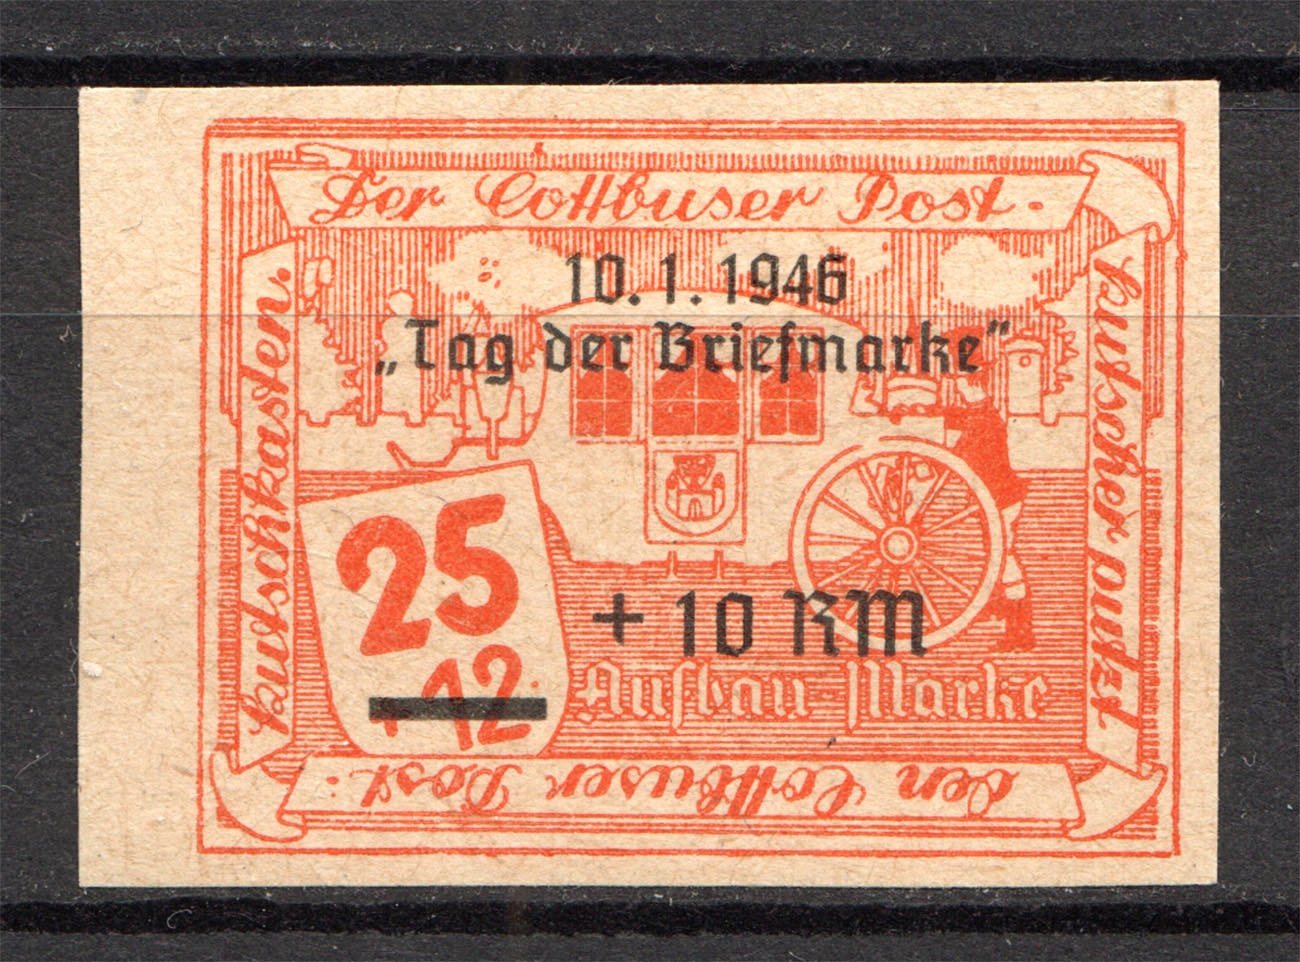 Der Cottbuser Post-
kutscher putzt
den Cottbuser Post:
kutschkasten.
10.1.1946
„Tag der Briefmarke“
25
+12
+ 10 RM
Aufbau-Marke